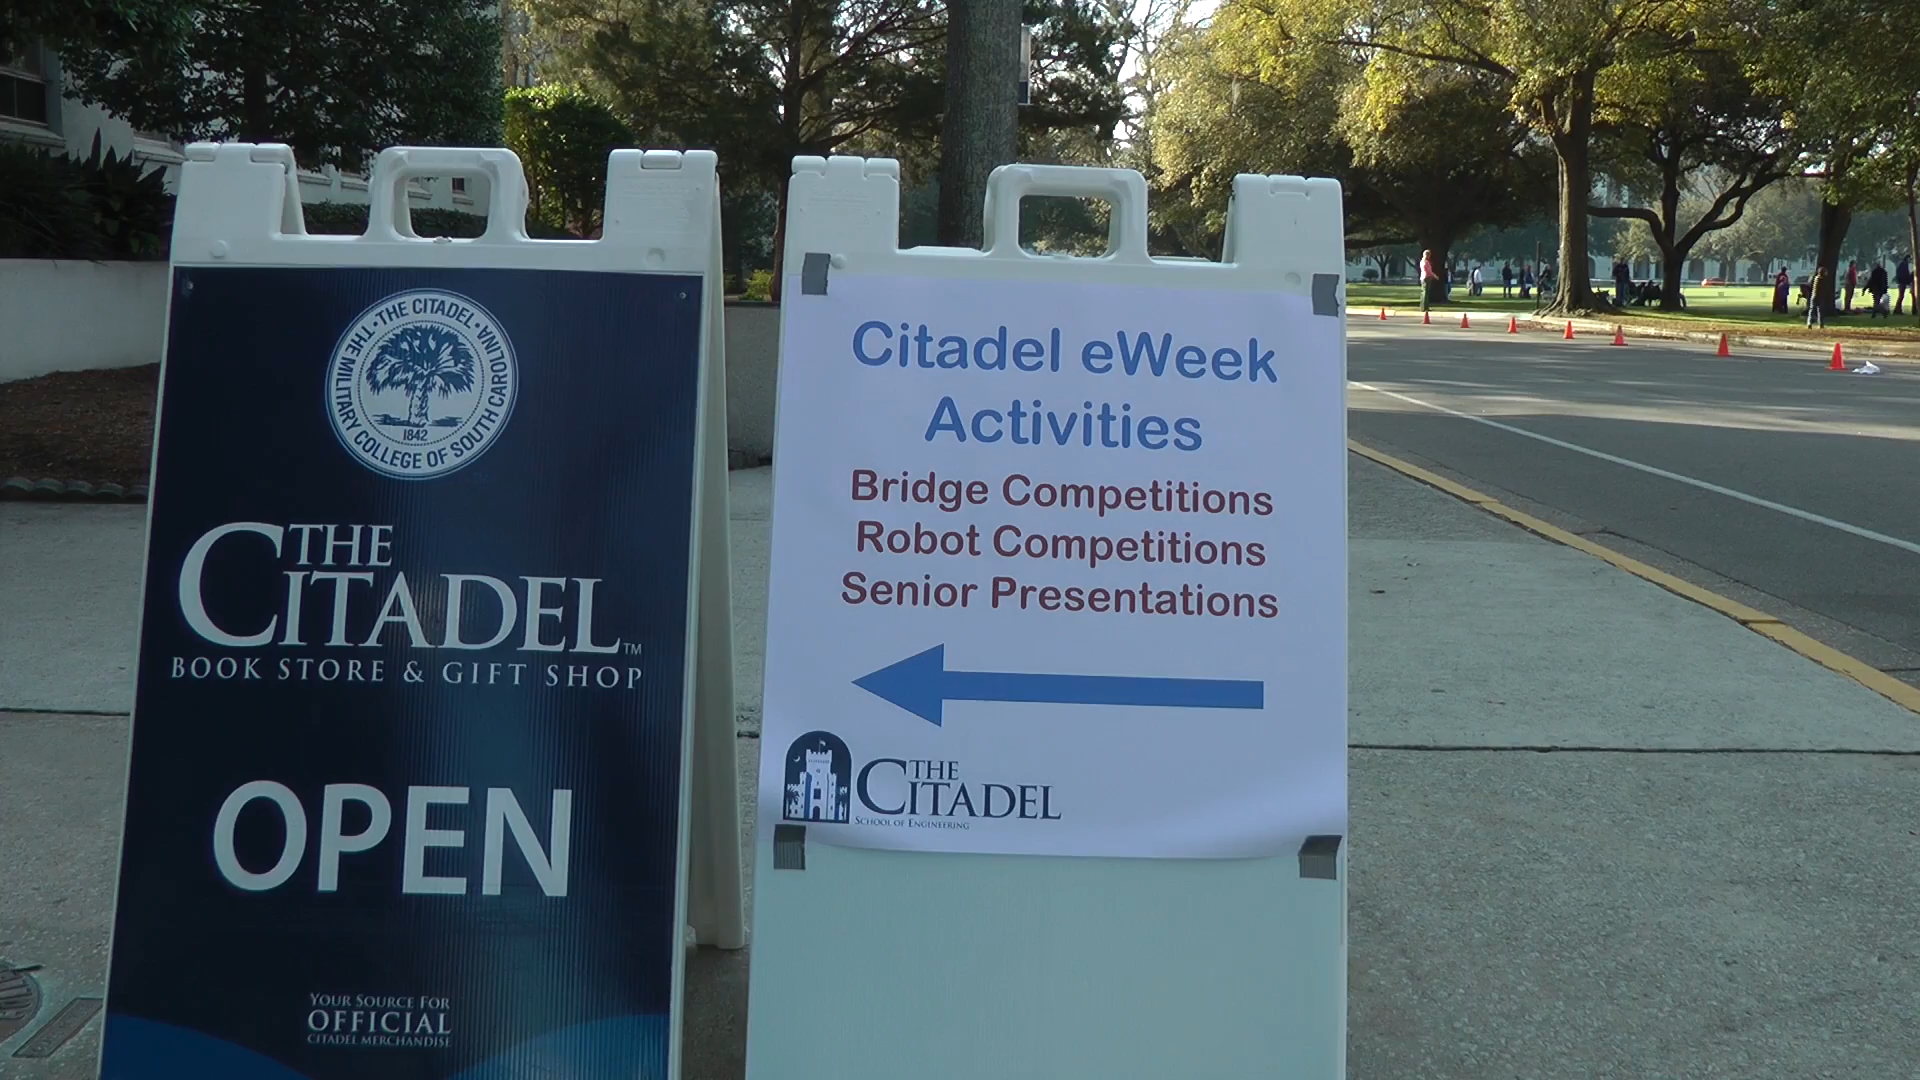 THE CITADEL
THE MILITARY COLLEGE OF SOUTH CAROLINA
1842
THE
CITADEL™
BOOK STORE & GIFT SHOP
OPEN
YOUR SOURCE FOR
OFFICIAL
CITADEL MERCHANDISE
Citadel eWeek
Activities
Bridge Competitions
Robot Competitions
Senior Presentations
THE
CITADEL
SCHOOL OF ENGINEERING